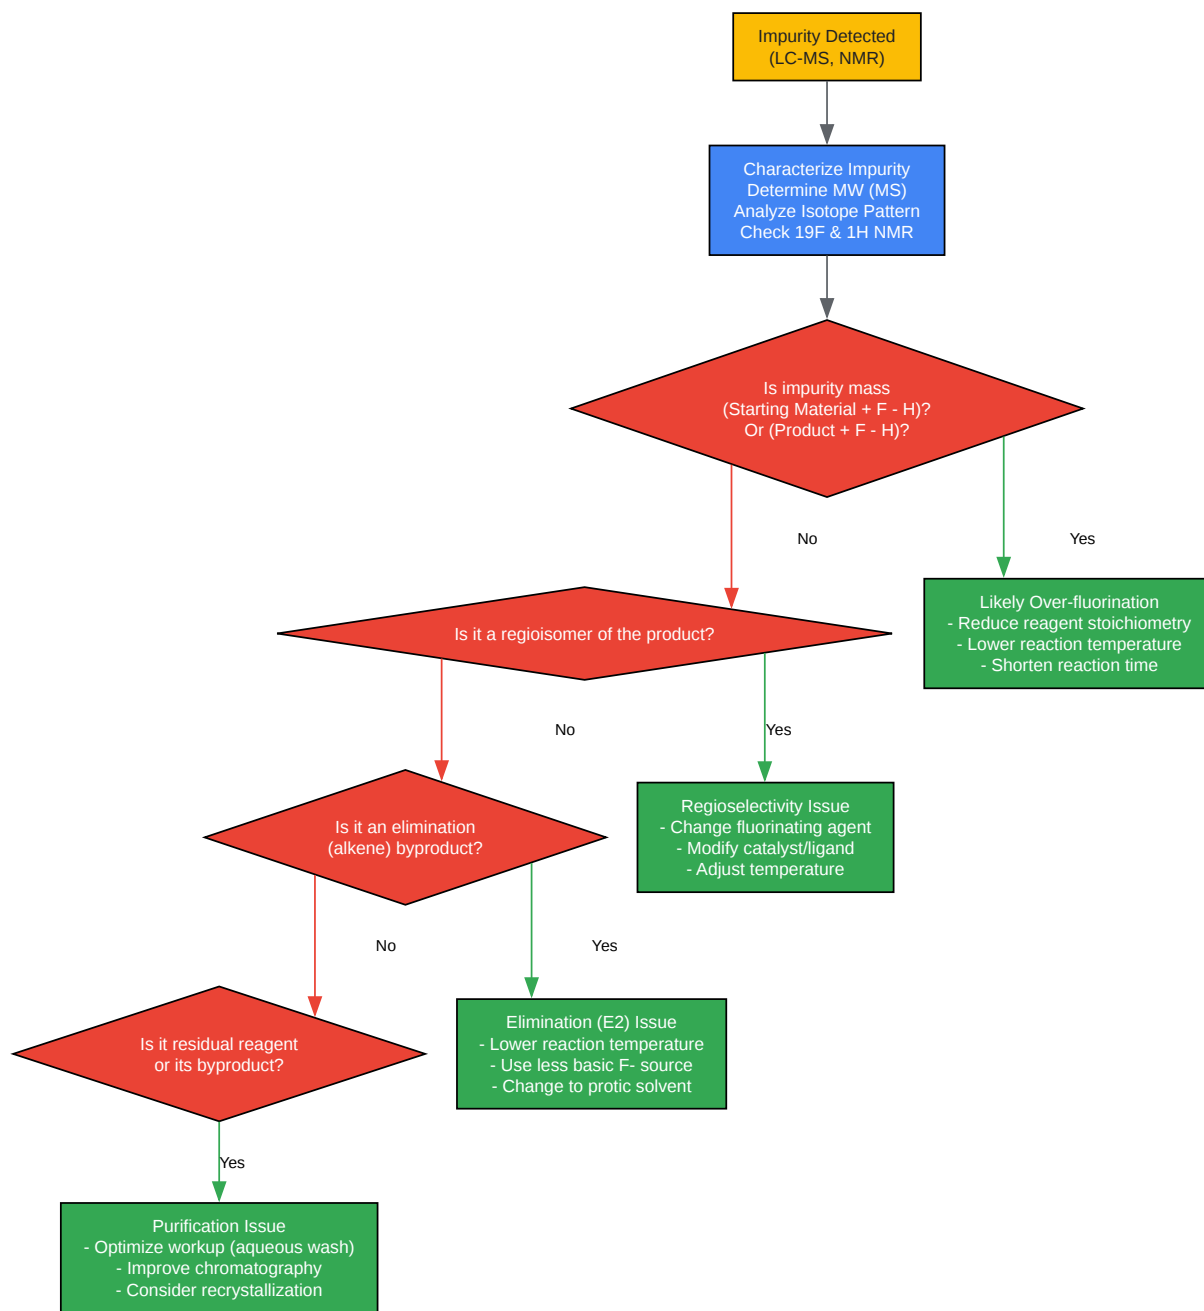 Impurity Detected
(LC-MS, NMR)
Characterize Impurity
Determine MW (MS)
Analyze Isotope Pattern
Check 19F & 1H NMR
Is impurity mass
(Starting Material + F - H)?
Or (Product + F - H)?
No
Yes
Likely Over-fluorination
- Reduce reagent stoichiometry
- Lower reaction temperature
- Shorten reaction time
Is it a regioisomer of the product?
No
Yes
Regioselectivity Issue
- Change fluorinating agent
- Modify catalyst/ligand
- Adjust temperature
Is it an elimination
(alkene) byproduct?
No
Yes
Elimination (E2) Issue
- Lower reaction temperature
- Use less basic F- source
- Change to protic solvent
Is it residual reagent
or its byproduct?
Yes
Purification Issue
- Optimize workup (aqueous wash)
- Improve chromatography
- Consider recrystallization